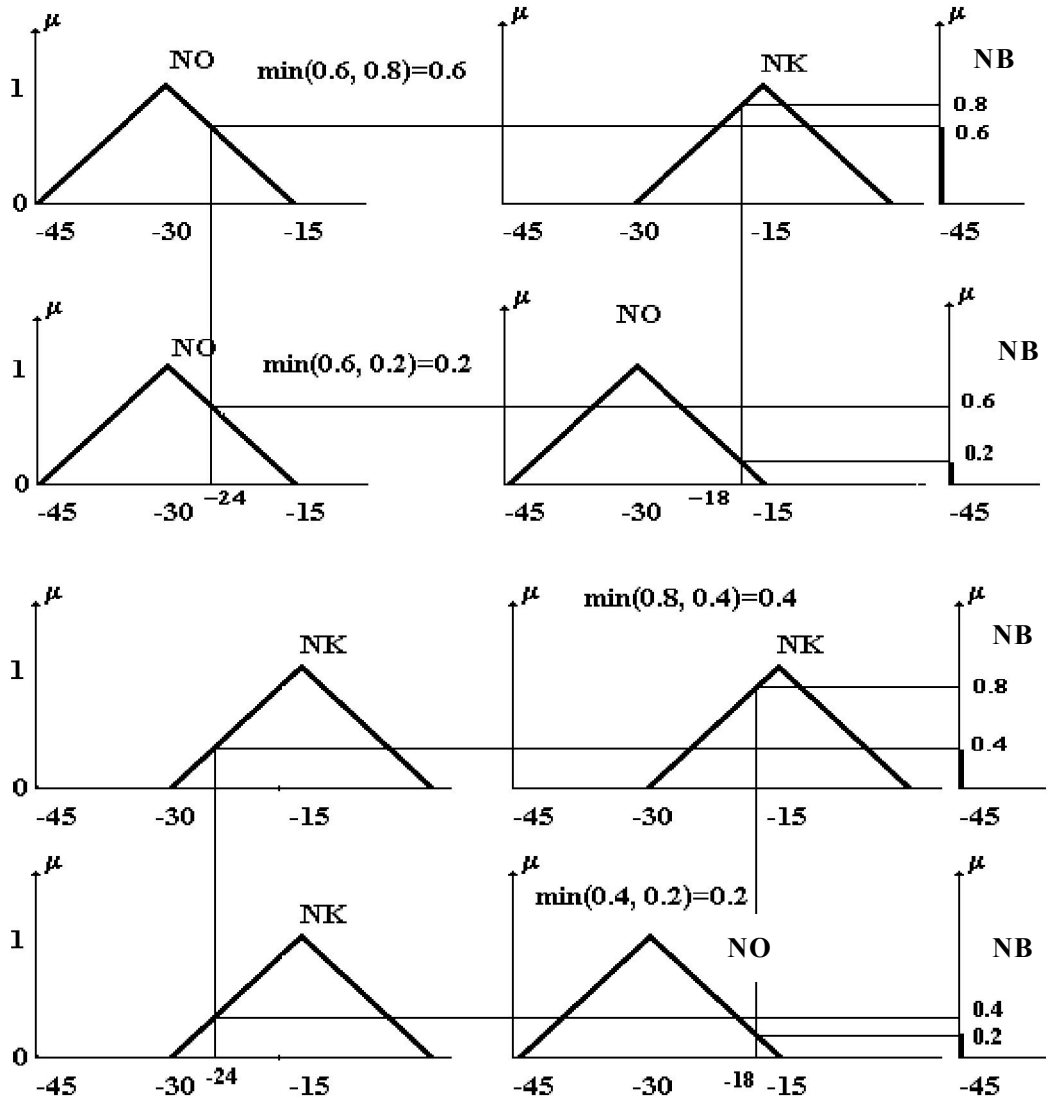 μ μ μ
NO min(0.6, 0.8)=0.6 NK NB
1 0.8
0.6
0
-45 -30 -15 -45 -30 -15 -45
μ μ μ
NO
NO min(0.6, 0.2)=0.2 NB
1 0.6
0.2
0 -24 -18
-45 -30 -15 -45 -30 -15 -45
μ μ min(0.8, 0.4)=0.4 μ
NK NK NB
1 0.8
0.4
0
-45 -30 -15 -45 -30 -15 -45
μ μ min(0.4, 0.2)=0.2 μ
NK
1 NO NB
0.4
0.2
0
-45 -30 -24 -15 -45 -30 -18 -15 -45